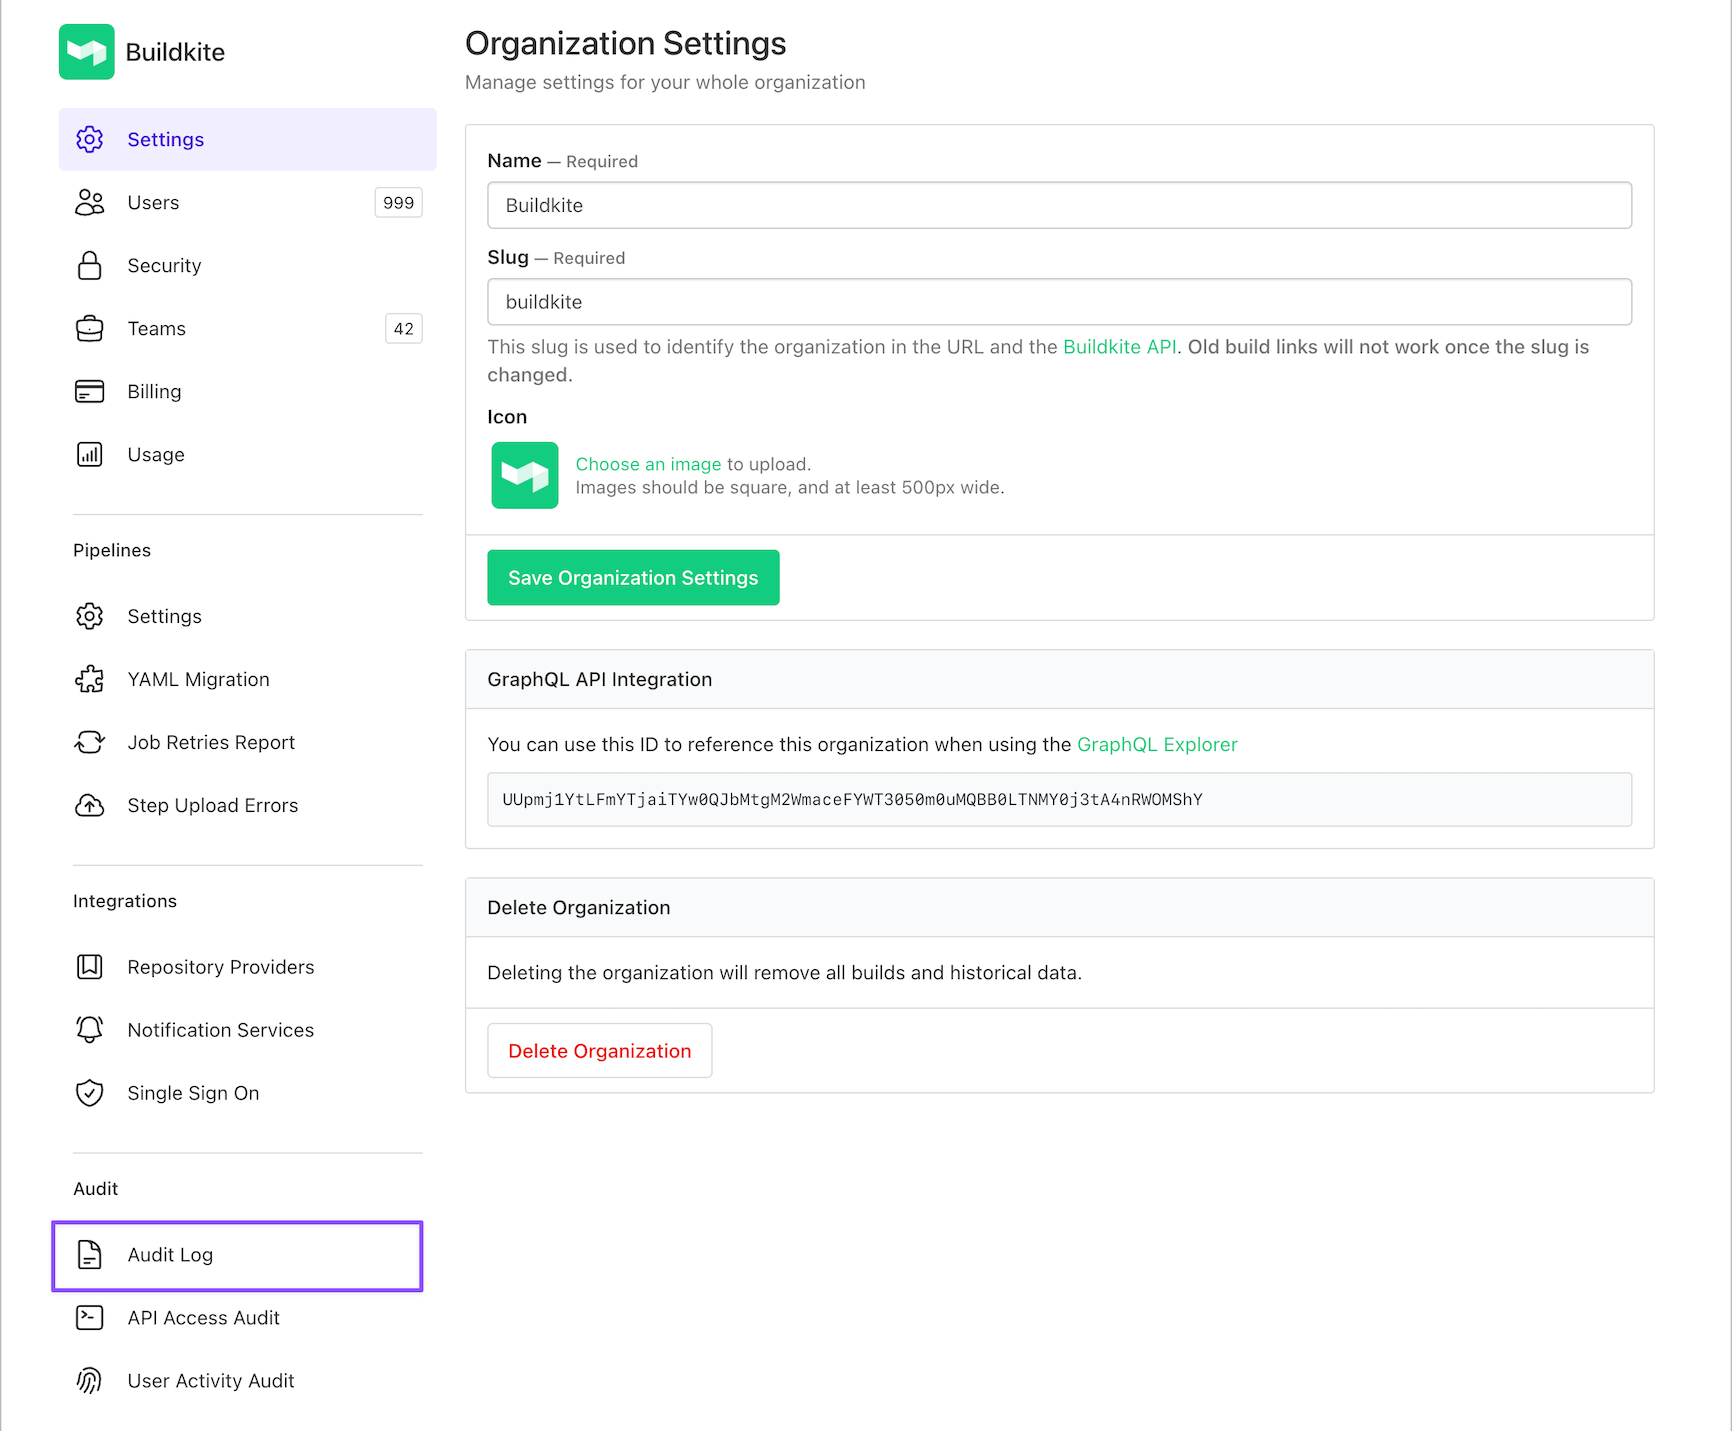 Buildkite
Settings
Users 999
Security
Teams 42
Billing
Usage
Pipelines
Settings
YAML Migration
Job Retries Report
Step Upload Errors
Integrations
Repository Providers
Notification Services
Single Sign On
Audit
Audit Log
API Access Audit
User Activity Audit
Organization Settings
Manage settings for your whole organization
Name — Required
Buildkite
Slug — Required
buildkite
This slug is used to identify the organization in the URL and the Buildkite API. Old build links will not work once the slug is
changed.
Icon
Choose an image to upload.
Images should be square, and at least 500px wide.
Save Organization Settings
GraphQL API Integration
You can use this ID to reference this organization when using the GraphQL Explorer
UUpmj1YtLFmYTjaiTYw0QJbMtgM2WmaceFYWT3050m0uMQBB0LTNMY0j3tA4nRWOMShY
Delete Organization
Deleting the organization will remove all builds and historical data.
Delete Organization